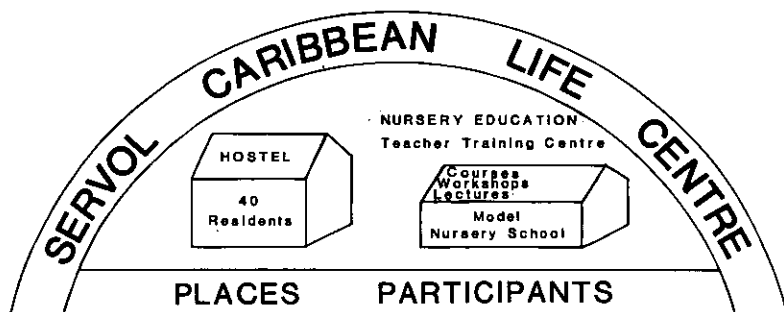 SERVOL CARIBBEAN LIFE CENTRE
NURSERY EDUCATION
Teacher Training Centre
HOSTEL
40
Residents
Courses
Workshops
Lectures
Model
Nursery School
PLACES PARTICIPANTS